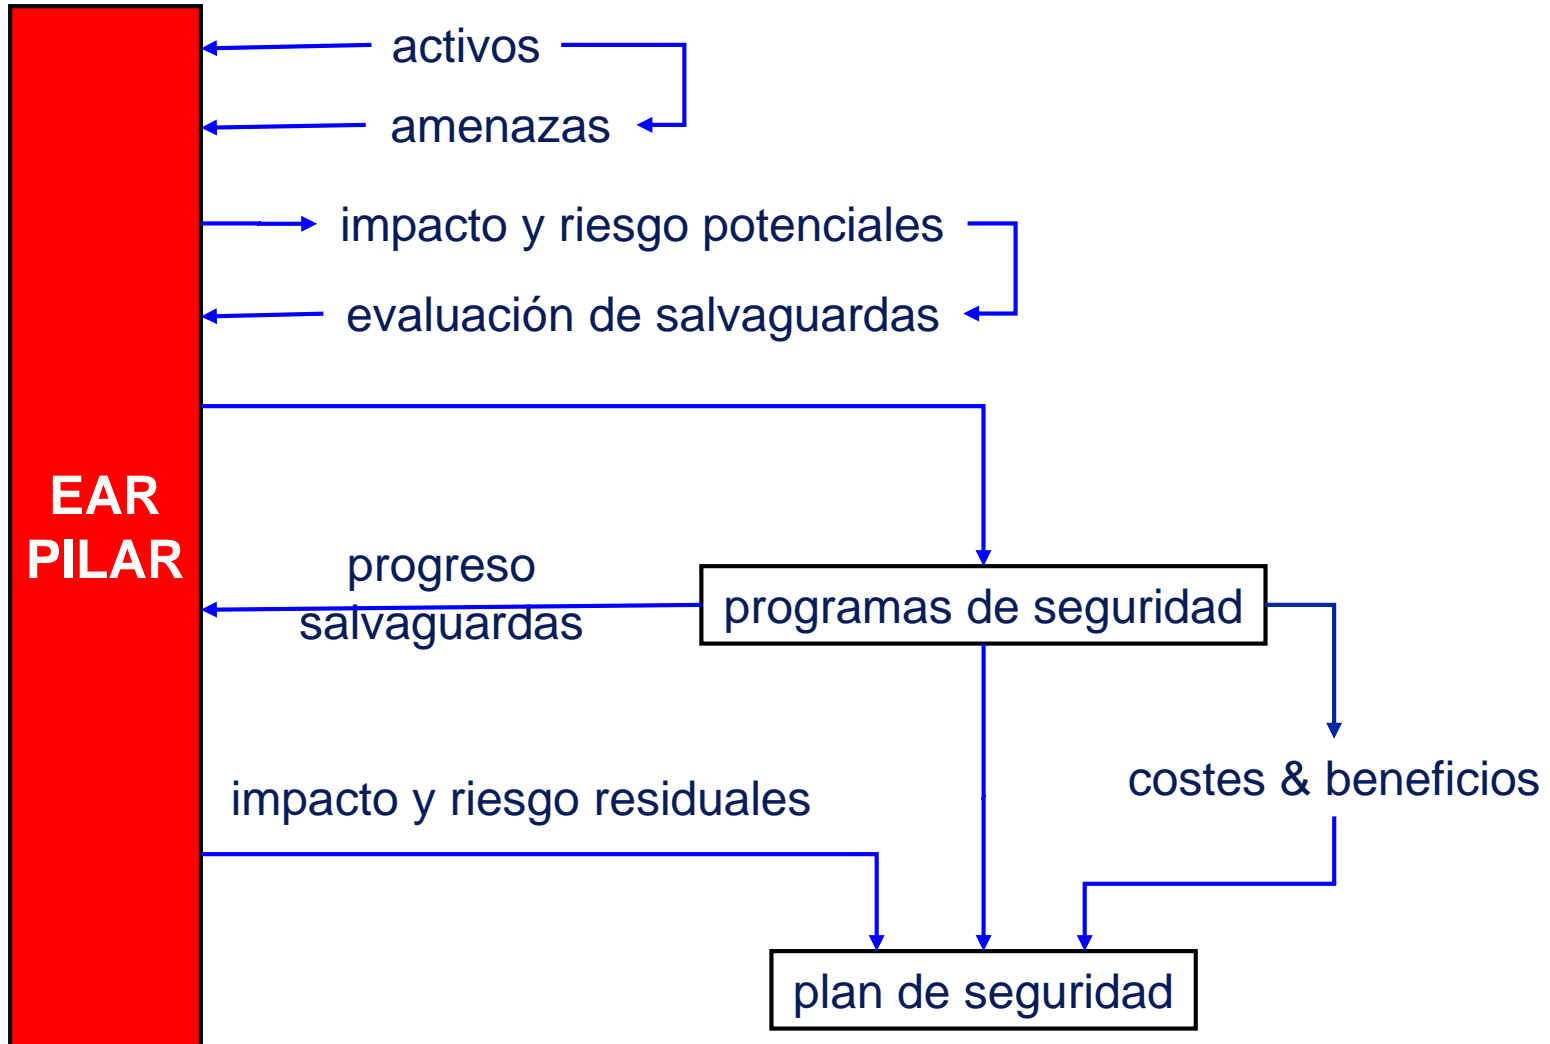 activos
amenazas
impacto y riesgo potenciales
evaluación de salvaguardas
EAR
PILAR
progreso
salvaguardas
programas de seguridad
costes & beneficios
impacto y riesgo residuales
plan de seguridad